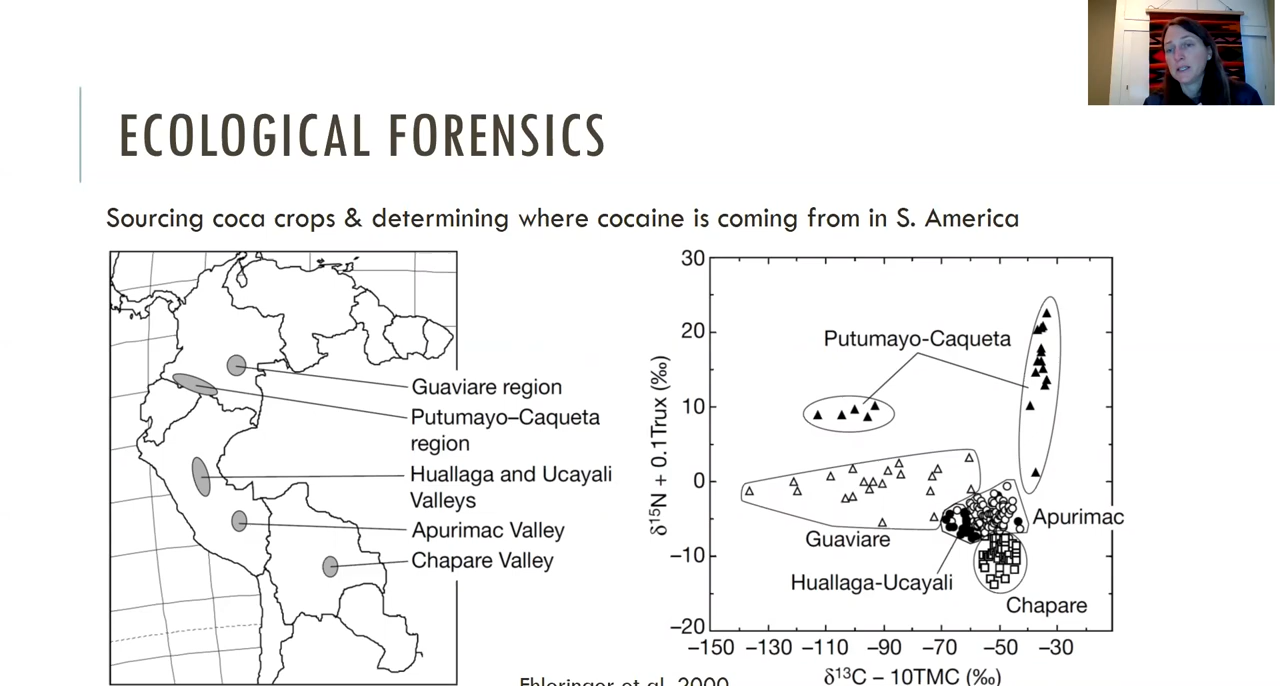 ECOLOGICAL FORENSICS
Sourcing coca crops & determining where cocaine is coming from in S. America
Guaviare region
Putumayo–Caqueta
region
Huallaga and Ucayali
Valleys
Apurimac Valley
Chapare Valley
30
20
10
0
−10
−20
δ¹⁵N + 0.1Trux (‰)
Putumayo-Caqueta
Guaviare
Huallaga-Ucayali
Apurimac
Chapare
−150 −130 −110 −90 −70 −50 −30
δ¹³C − 10TMC (‰)
Ehleringer et al. 2000